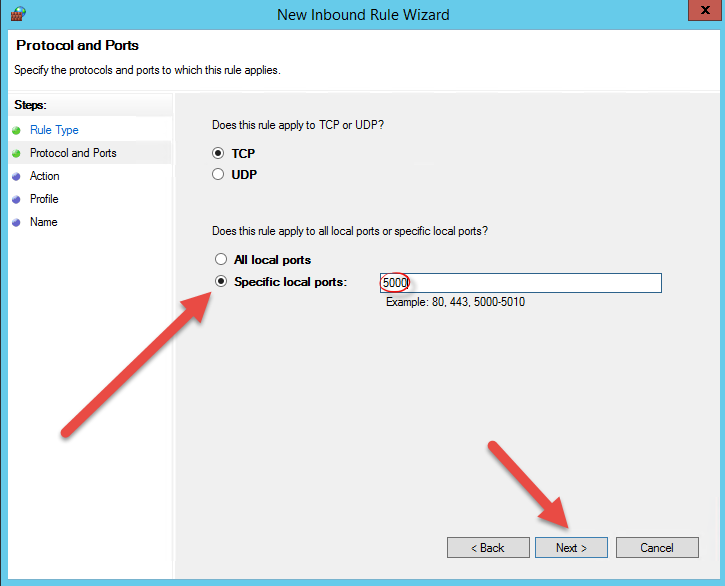 New Inbound Rule Wizard
x
Protocol and Ports
Specify the protocols and ports to which this rule applies.
Steps:
Rule Type
Protocol and Ports
Action
Profile
Name
Does this rule apply to TCP or UDP?
TCP
UDP
Does this rule apply to all local ports or specific local ports?
All local ports
Specific local ports: 5000
Example: 80, 443, 5000-5010
< Back Next > Cancel